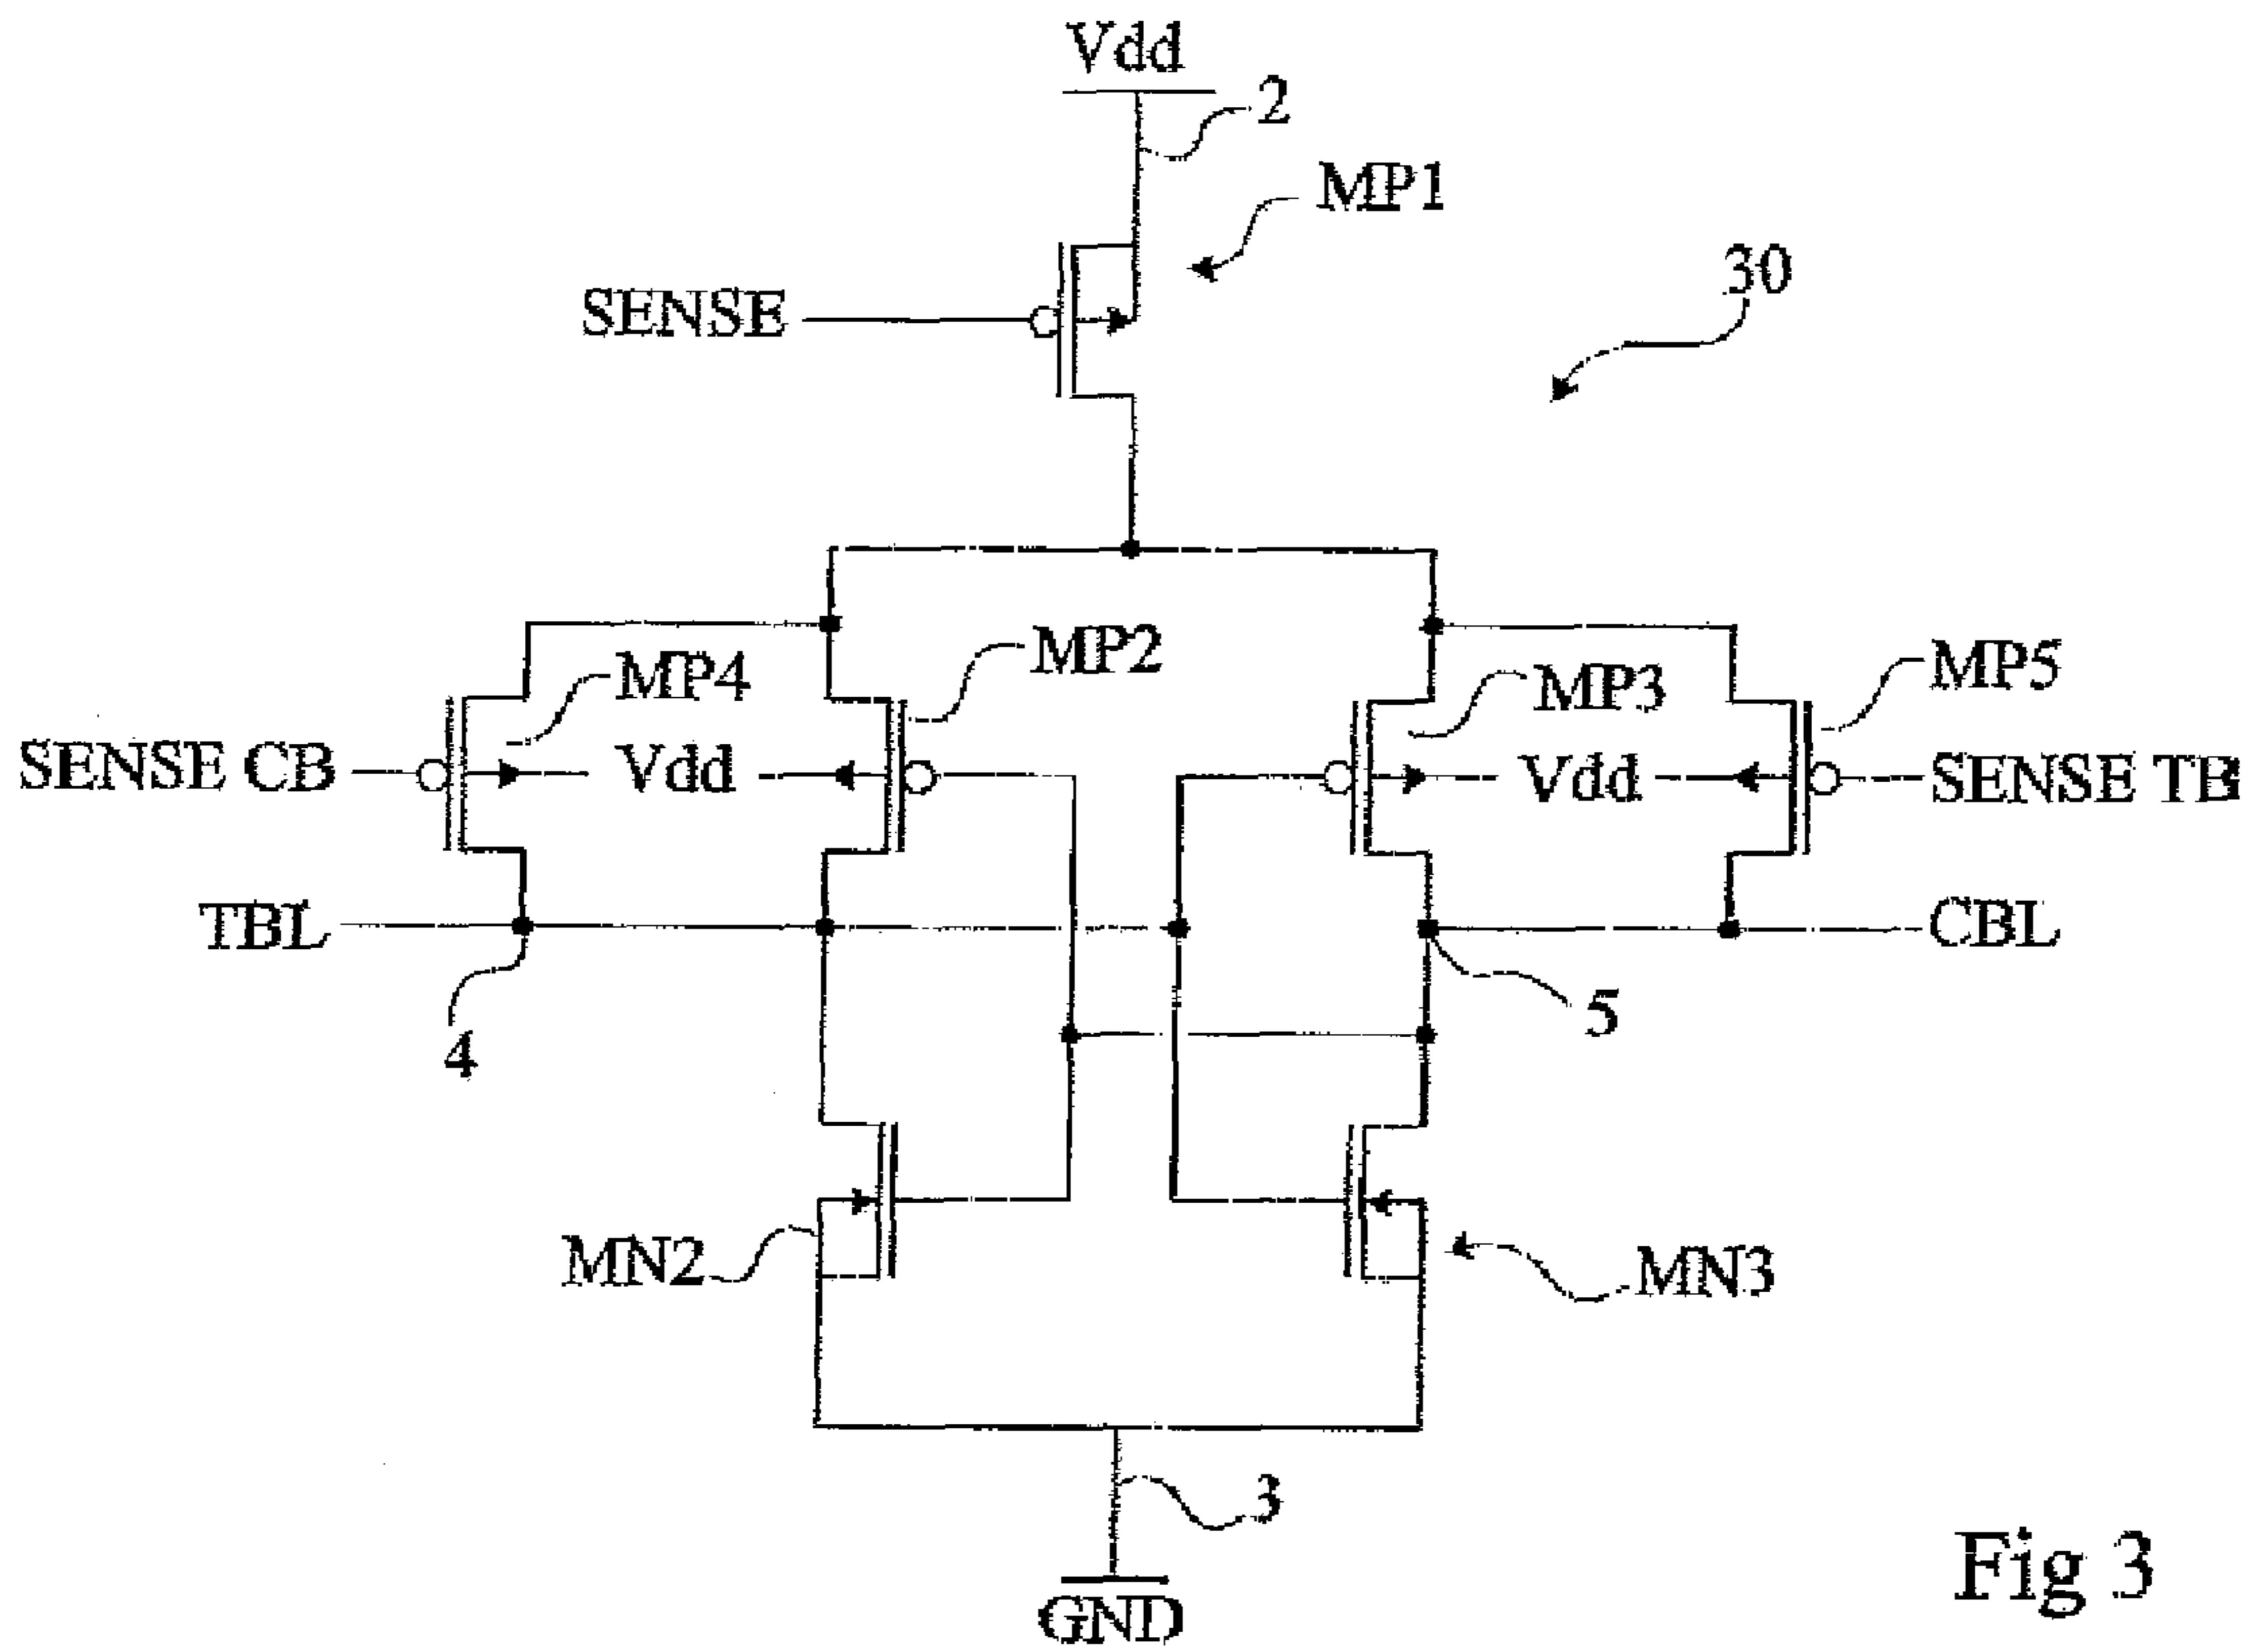 Vdd
2
MP1
30
SENSE
MP4
MP2
MP3
MP5
SENSE CB
Vdd
Vdd
SENSE TB
TBL
CBL
4
5
MN2
MN3
3
GND
Fig 3